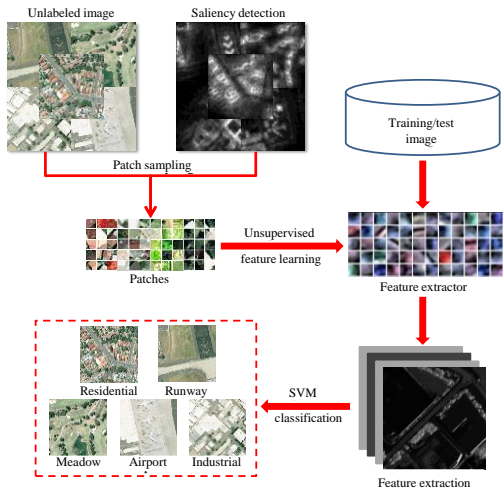 Unlabeled image
Saliency detection
Training/test
image
Patch sampling
Unsupervised
feature learning
Patches
Feature extractor
Residential
Runway
SVM
classification
Meadow
Airport
Industrial
Feature extraction